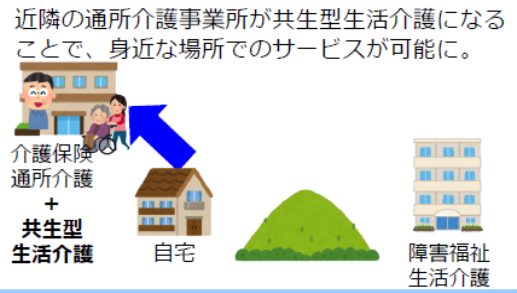 近隣の通所介護事業所が共生型生活介護になる
ことで、身近な場所でのサービスが可能に。
介護保険
通所介護
+
共生型
生活介護
自宅
障害福祉
生活介護